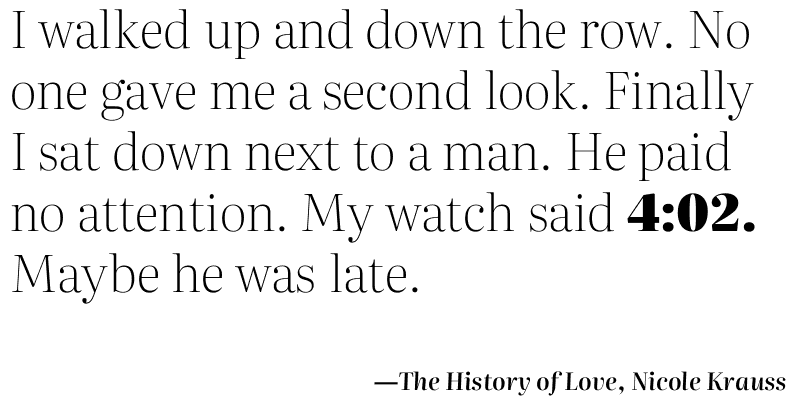 I walked up and down the row. No
one gave me a second look. Finally
I sat down next to a man. He paid
no attention. My watch said 4:02.
Maybe he was late.
—The History of Love, Nicole Krauss